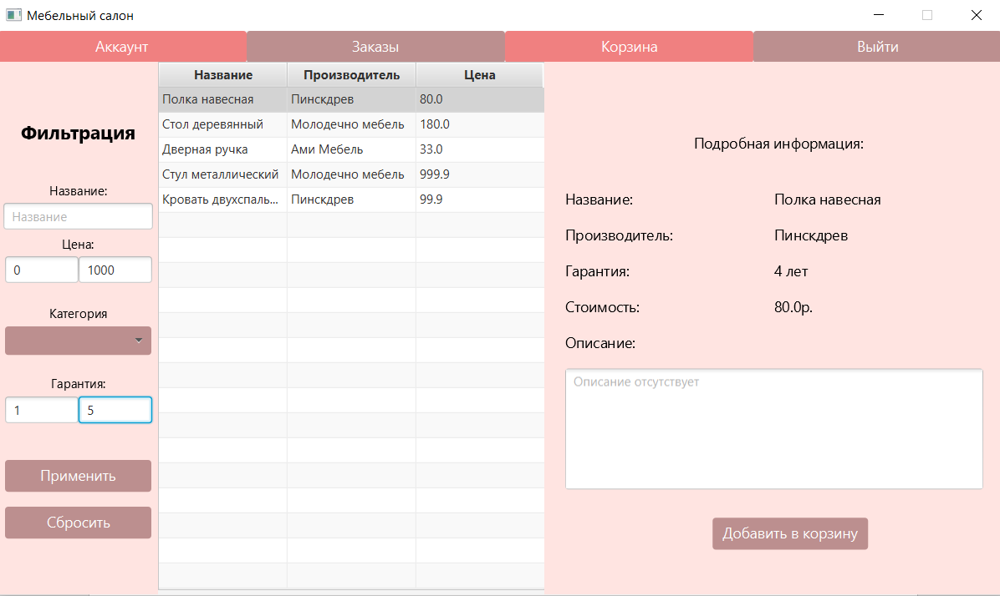 Мебельный салон
Аккаунт Заказы Корзина Выйти
Фильтрация
Название:
Название
Цена:
0 1000
Категория
Гарантия:
1 5
Применить
Сбросить
Название Производитель Цена
Полка навесная Пинскдрев 80.0
Стол деревянный Молодечно мебель 180.0
Дверная ручка Ами Мебель 33.0
Стул металлический Молодечно мебель 999.9
Кровать двухспаль... Пинскдрев 99.9
Подробная информация:
Название: Полка навесная
Производитель: Пинскдрев
Гарантия: 4 лет
Стоимость: 80.0р.
Описание:
Описание отсутствует
Добавить в корзину